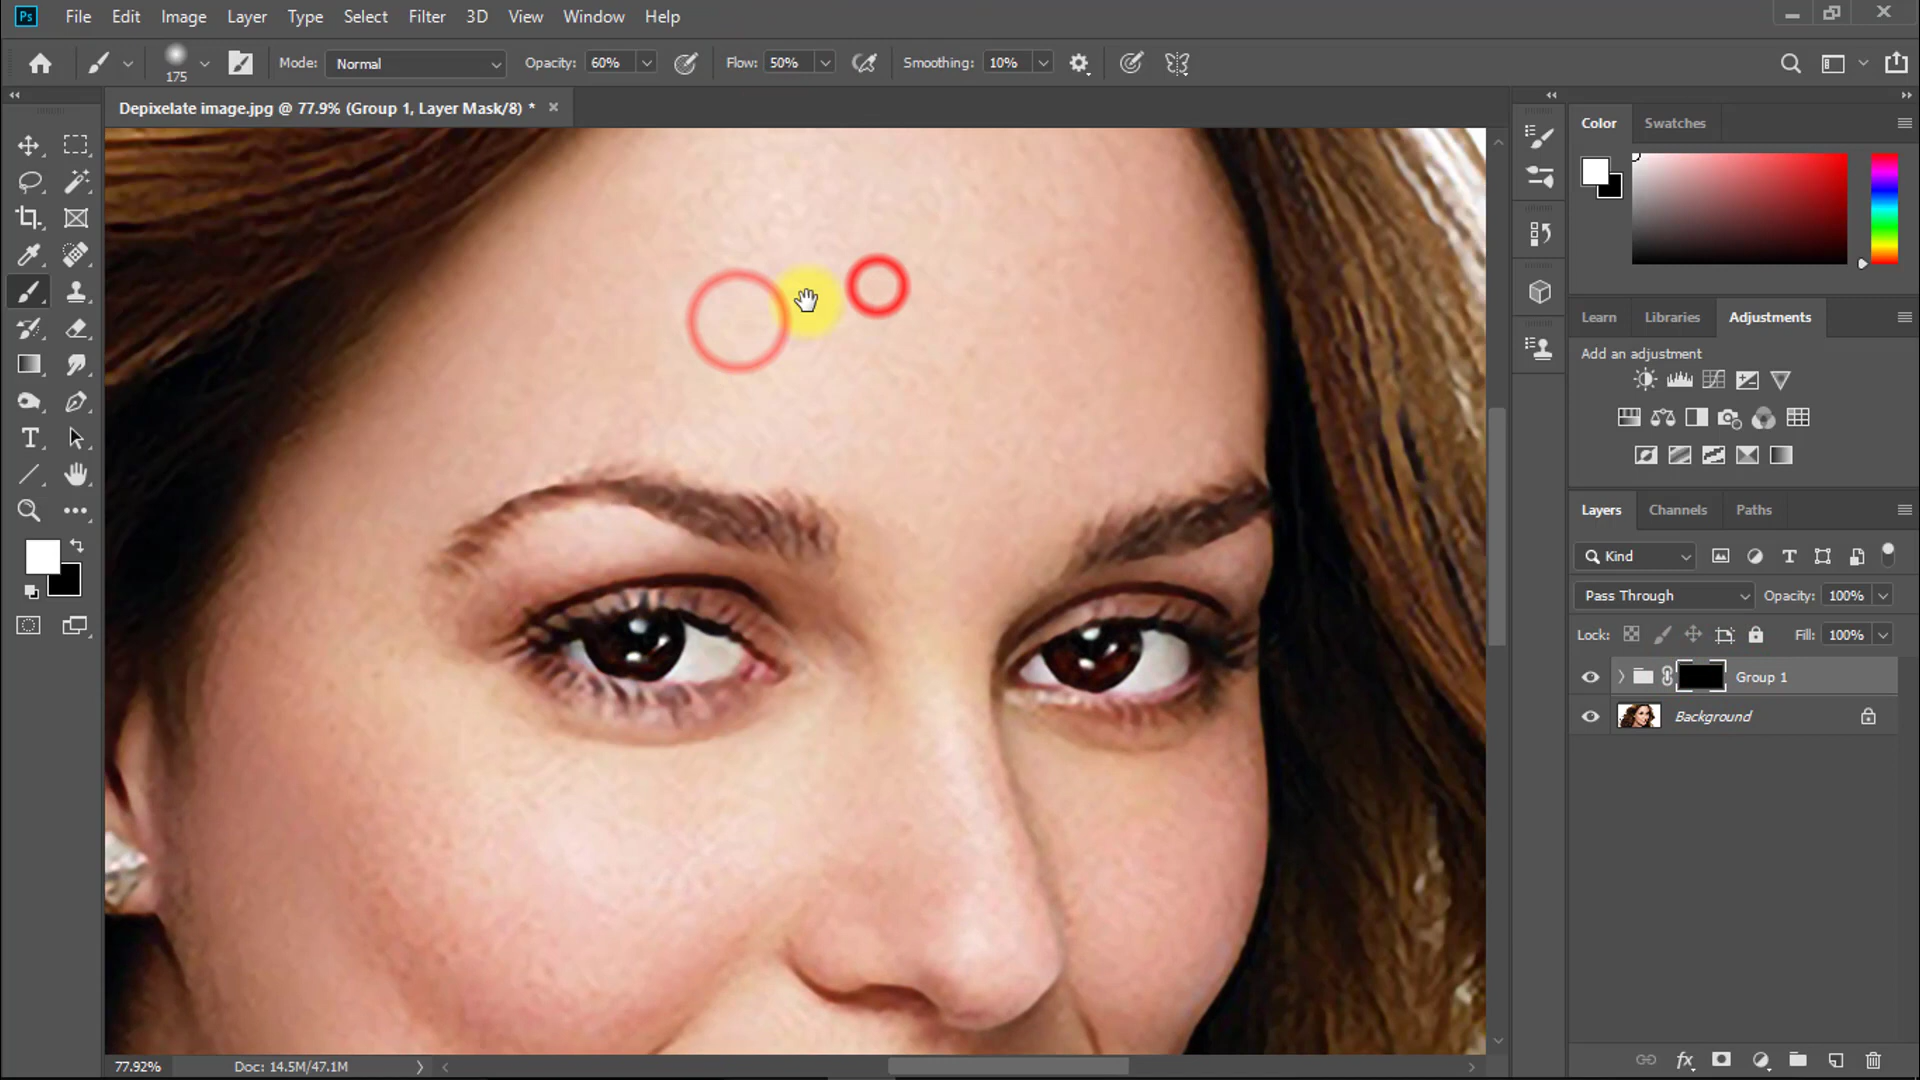 Ps File Edit Image Layer Type Select Filter 3D View Window Help
175 Mode: Normal Opacity: 60% Flow: 50% Smoothing: 10%
Depixelate image.jpg @ 77.9% (Group 1, Layer Mask/8) *
Color Swatches
Learn Libraries Adjustments
Add an adjustment
Layers Channels Paths
Kind
Pass Through Opacity: 100%
Lock: Fill: 100%
Group 1
Background
77.92% Doc: 14.5M/47.1M